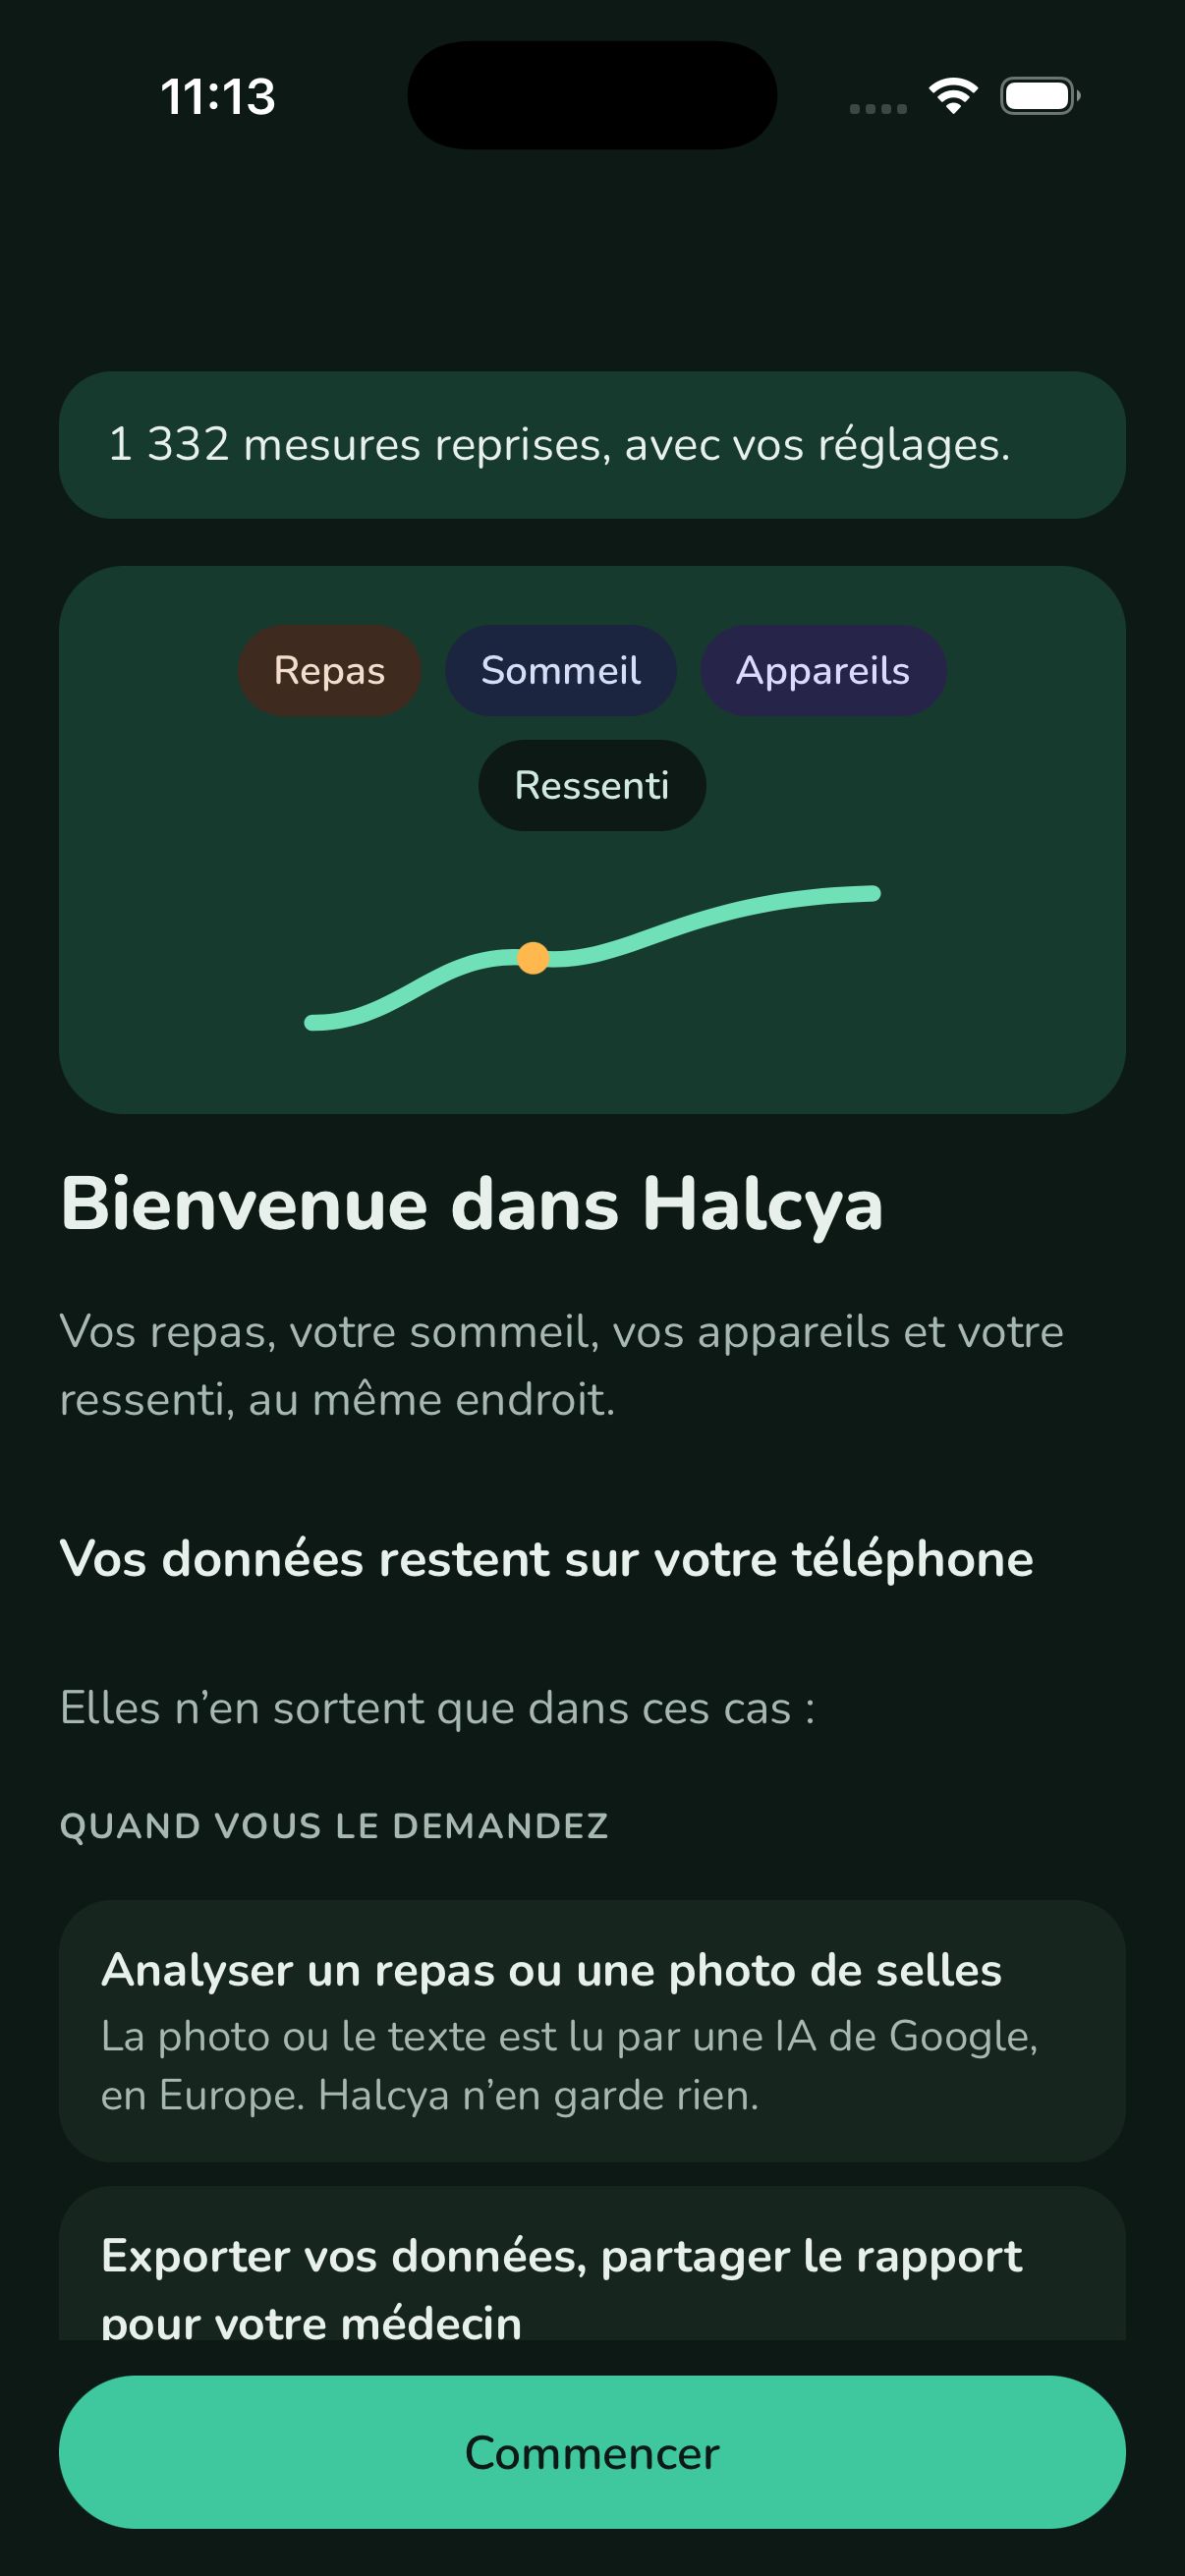 11:13
1 332 mesures reprises, avec vos réglages.
Repas
Sommeil
Appareils
Ressenti
Bienvenue dans Halcya
Vos repas, votre sommeil, vos appareils et votre
ressenti, au même endroit.
Vos données restent sur votre téléphone
Elles n’en sortent que dans ces cas :
QUAND VOUS LE DEMANDEZ
Analyser un repas ou une photo de selles
La photo ou le texte est lu par une IA de Google,
en Europe. Halcya n’en garde rien.
Exporter vos données, partager le rapport
pour votre médecin
Commencer